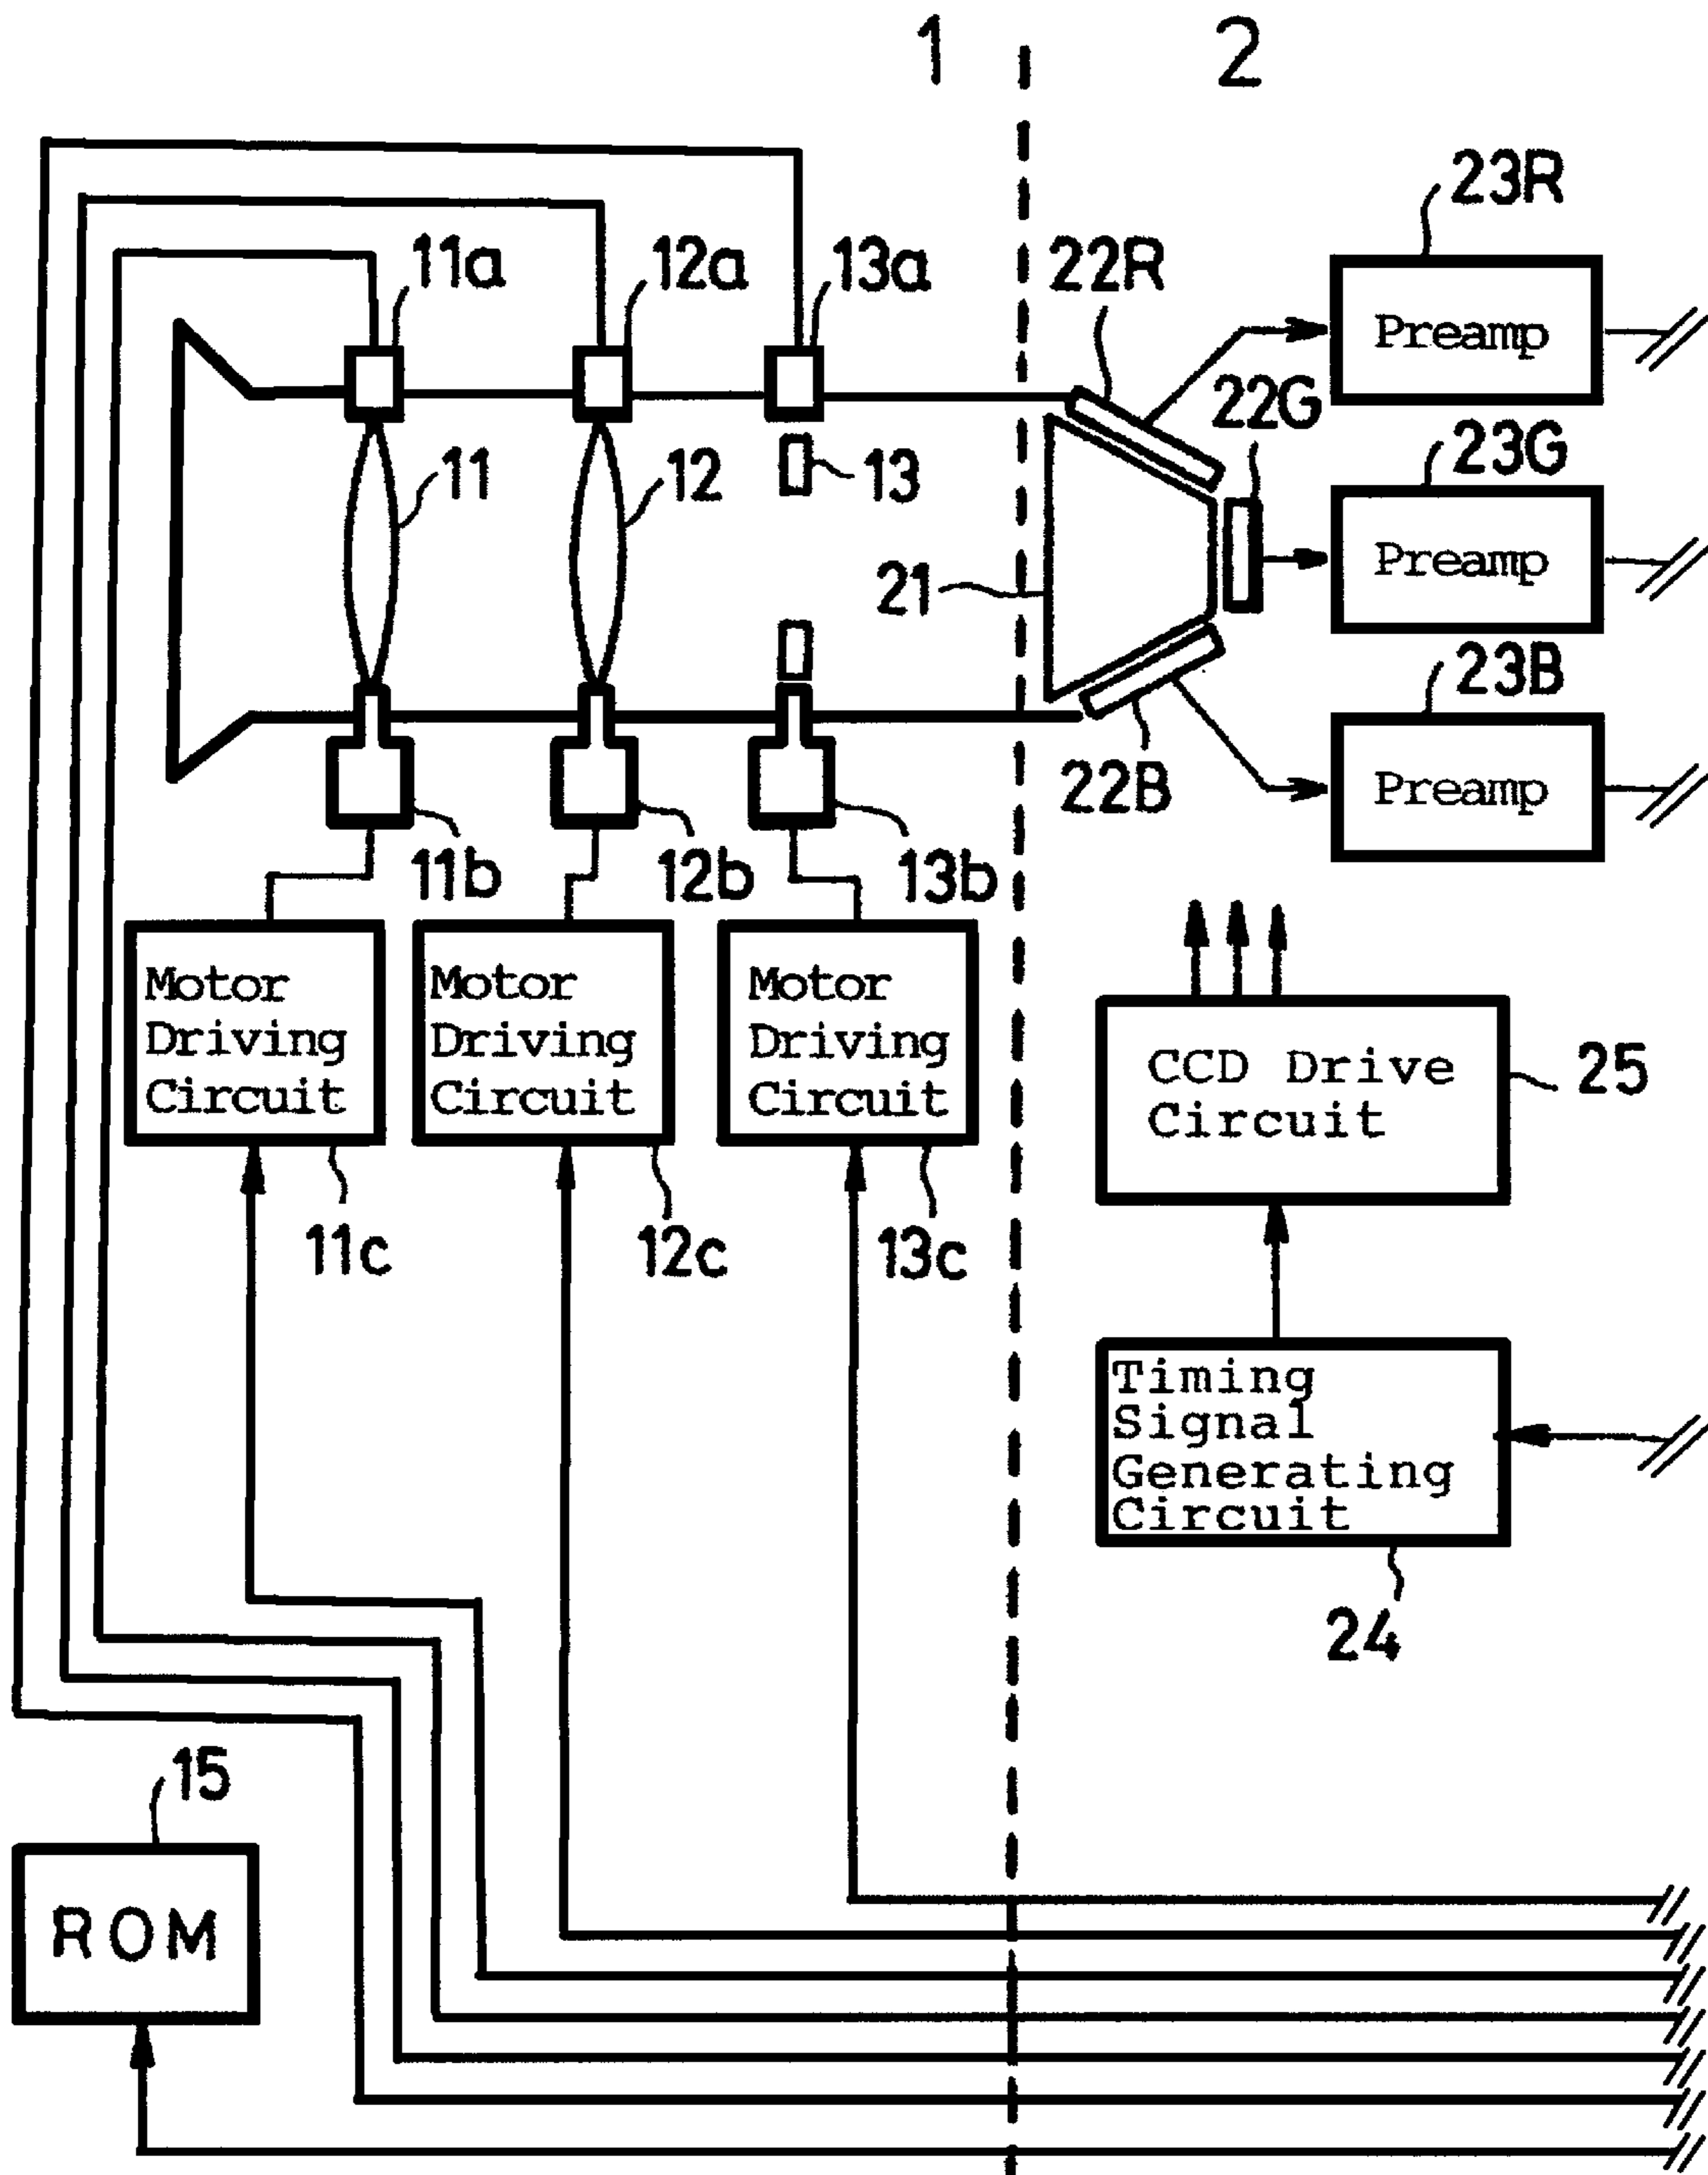 1
2
23R
11a
12a
13a
22R
Preamp
22G
11
12
13
23G
21
Preamp
23B
22B
Preamp
11b
12b
13b
Motor
Driving
Circuit
Motor
Driving
Circuit
Motor
Driving
Circuit
CCD Drive
Circuit
25
11c
12c
13c
Timing
Signal
Generating
Circuit
24
15
ROM